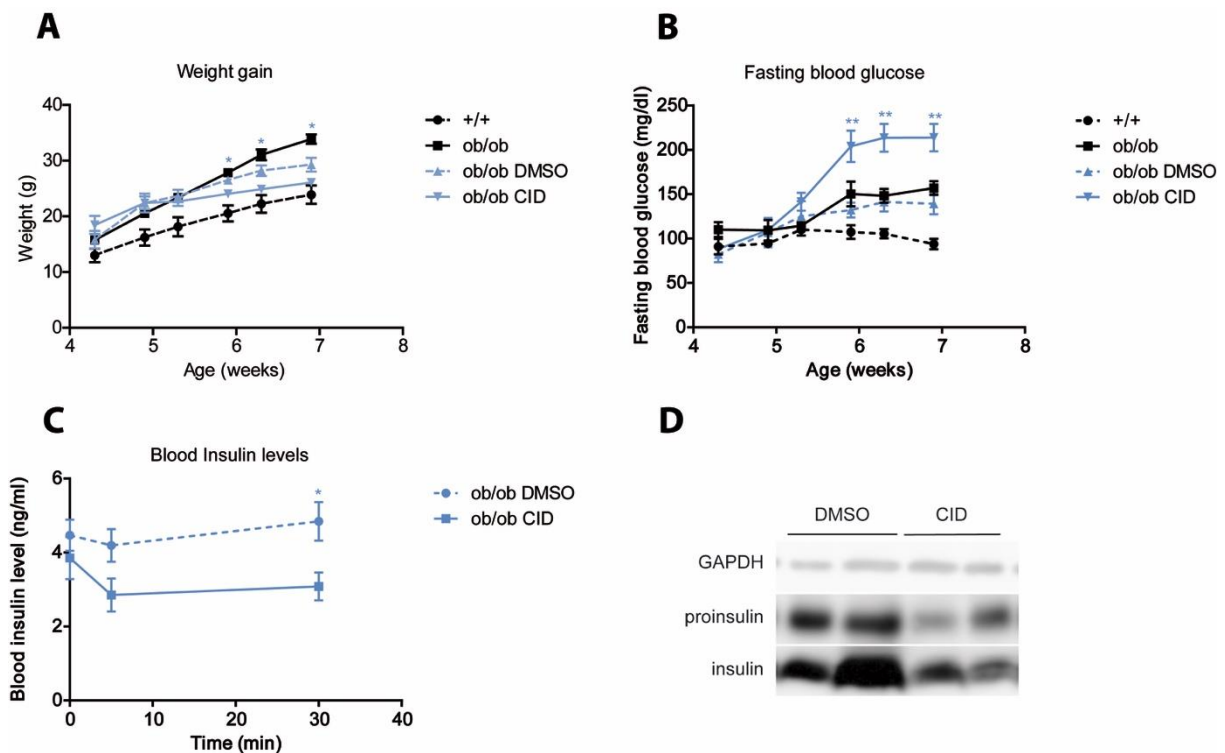 A
Weight gain
40
30
20
10
0
Weight (g)
4 5 6 7 8
Age (weeks)
* * *
+/+
ob/ob
ob/ob DMSO
ob/ob CID
B
Fasting blood glucose
250
200
150
100
50
0
Fasting blood glucose (mg/dl)
4 5 6 7 8
Age (weeks)
** ** **
+/+
ob/ob
ob/ob DMSO
ob/ob CID
C
Blood Insulin levels
6
4
2
0
Blood insulin level (ng/ml)
0 10 20 30 40
Time (min)
*
ob/ob DMSO
ob/ob CID
D
DMSO CID
GAPDH
proinsulin
insulin